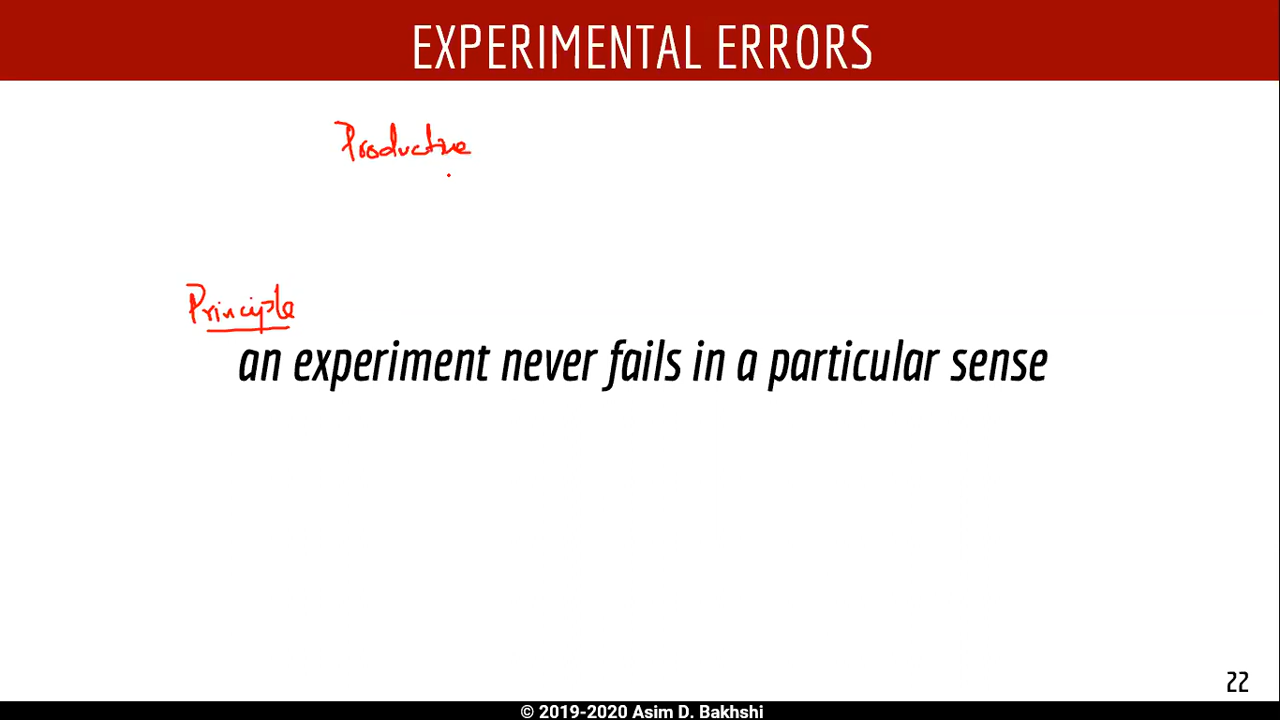 EXPERIMENTAL ERRORS
Productive
Principle
an experiment never fails in a particular sense
22
© 2019-2020 Asim D. Bakhshi